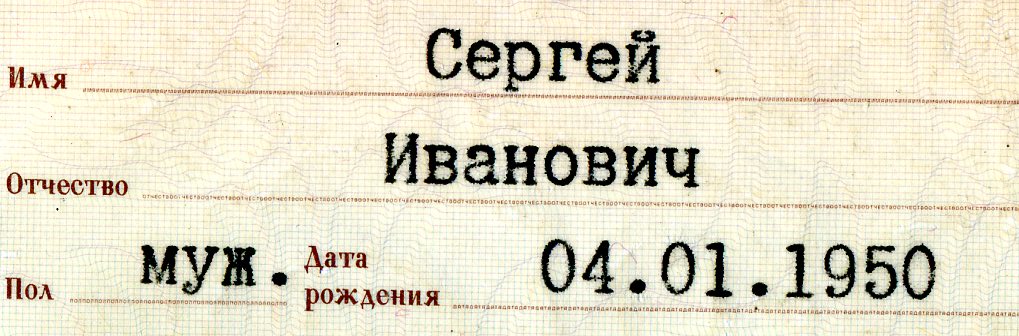 Имя Сергей
Отчество Иванович
Пол муж. Дата рождения 04.01.1950